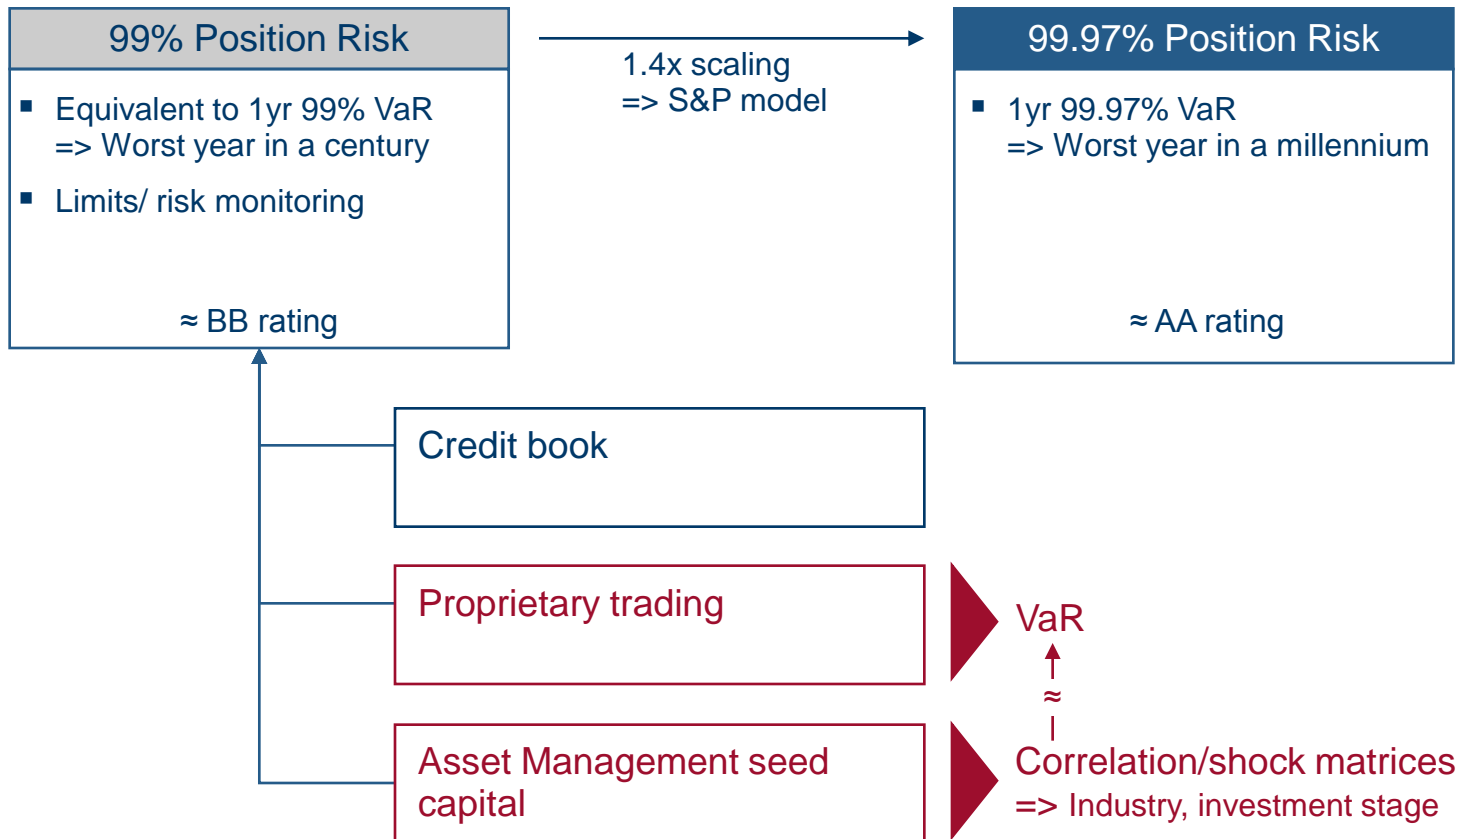 99% Position Risk
▪ Equivalent to 1yr 99% VaR
=> Worst year in a century
▪ Limits/ risk monitoring
≈ BB rating
1.4x scaling
=> S&P model
99.97% Position Risk
▪ 1yr 99.97% VaR
=> Worst year in a millennium
≈ AA rating
Credit book
Proprietary trading
VaR
≈
Asset Management seed
capital
Correlation/shock matrices
=> Industry, investment stage